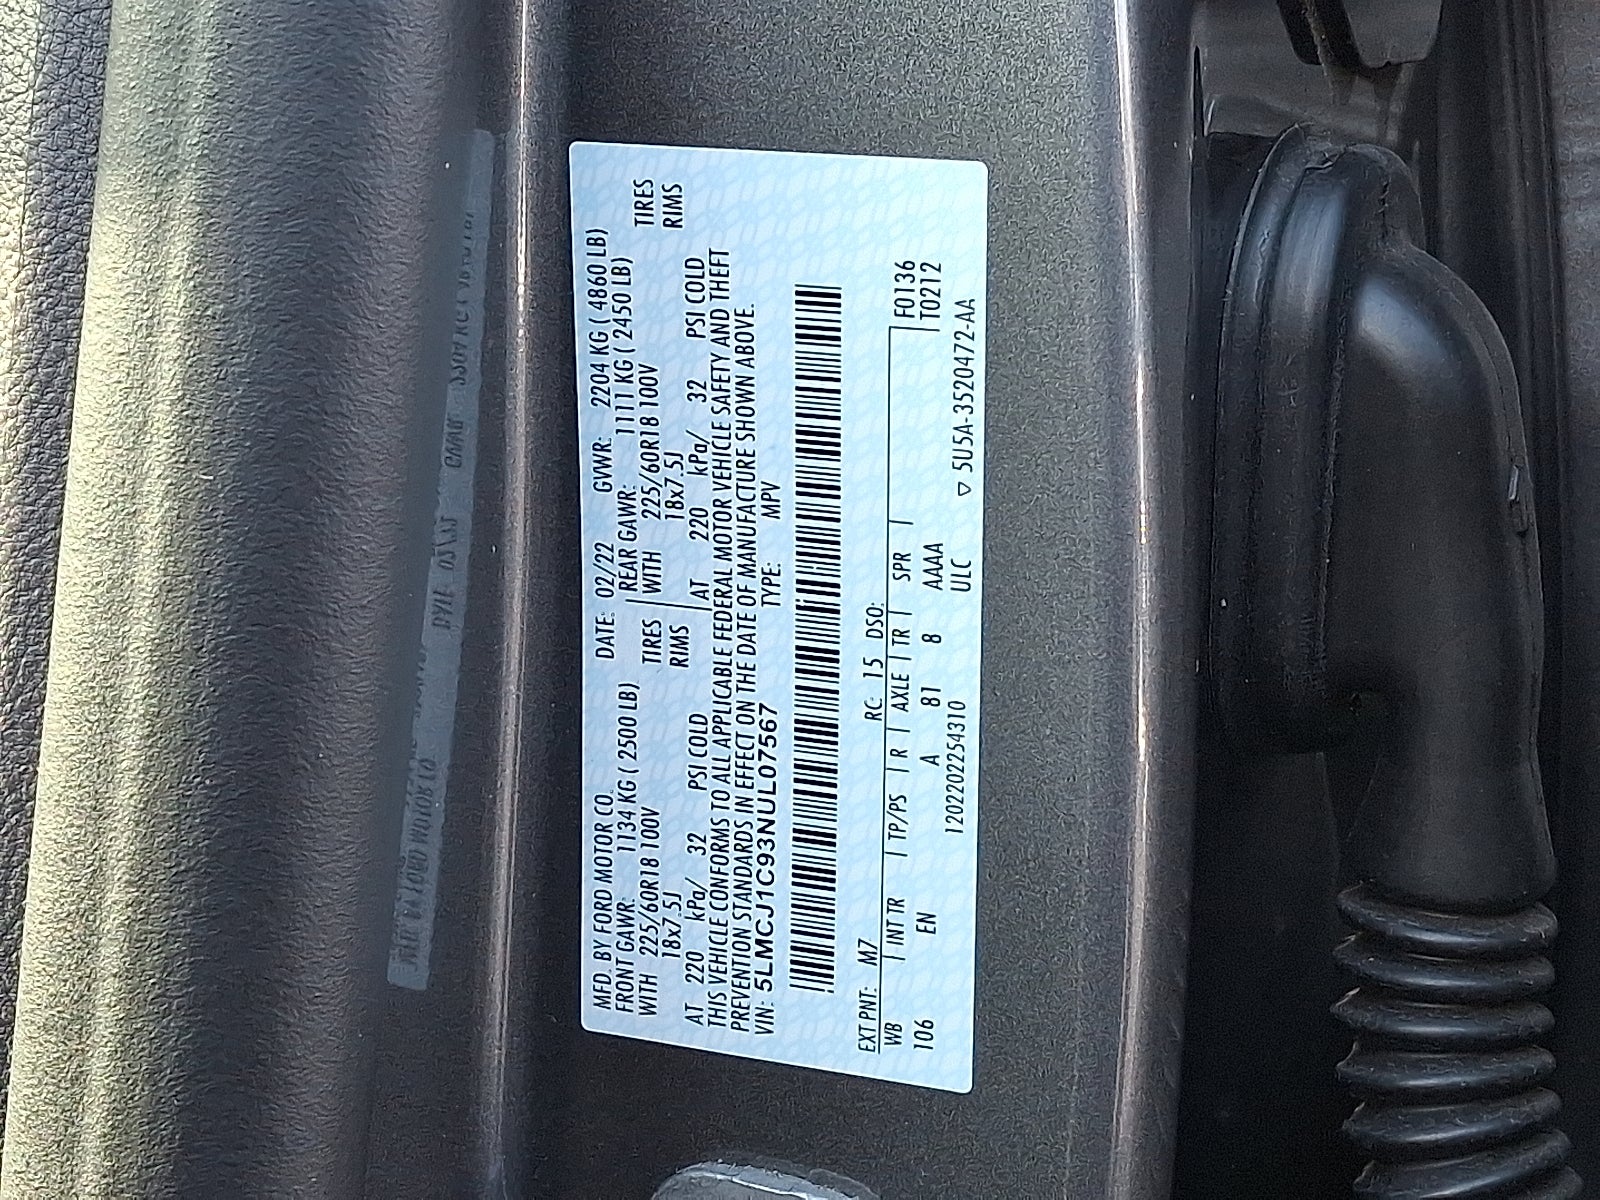 MFD. BY FORD MOTOR CO. DATE: 02/22 GVWR: 2204 KG ( 4860 LB)
FRONT GAWR: 1134 KG ( 2500 LB) REAR GAWR: 1111 KG ( 2450 LB)
WITH 225/60R18 100V TIRES WITH 225/60R18 100V TIRES
18x7.5J RIMS 18x7.5J RIMS
AT 220 kPa/ 32 PSI COLD AT 220 kPa/ 32 PSI COLD
THIS VEHICLE CONFORMS TO ALL APPLICABLE FEDERAL MOTOR VEHICLE SAFETY AND THEFT
PREVENTION STANDARDS IN EFFECT ON THE DATE OF MANUFACTURE SHOWN ABOVE.
VIN: 5LMCJ1C93NUL07567 TYPE: MPV
EXT PNT: M7 RC: 15 DSO: F0136
WB INT TR TP/PS R AXLE TR SPR T0212
106 EN A 81 8 AAAA
1202202254310 ULC ▽ 5U5A-3520472-AA